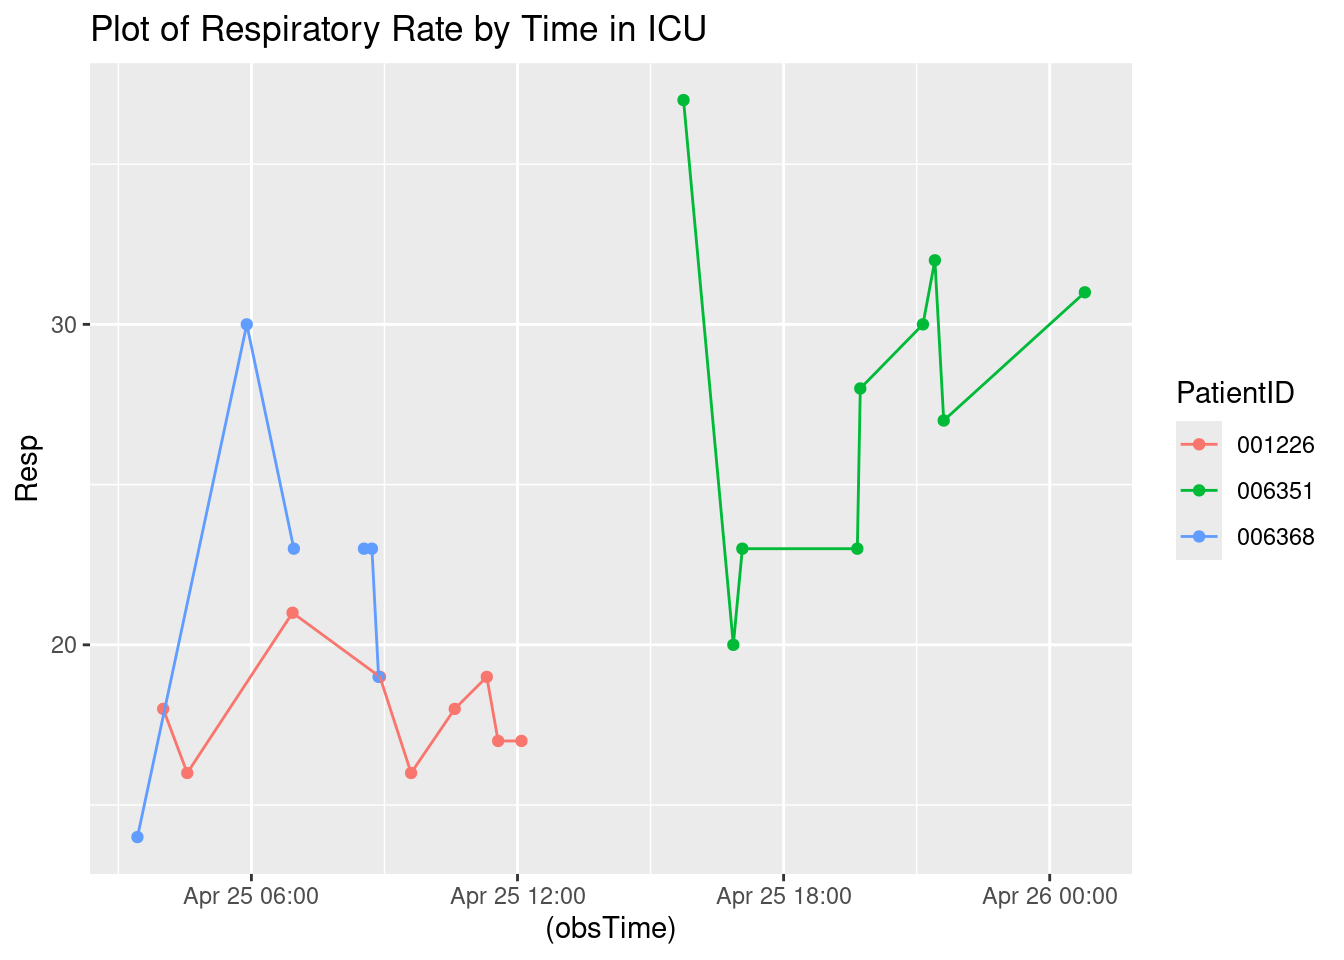 Plot of Respiratory Rate by Time in ICU
Resp
30
20
Apr 25 06:00
Apr 25 12:00
Apr 25 18:00
Apr 26 00:00
(obsTime)
PatientID
001226
006351
006368